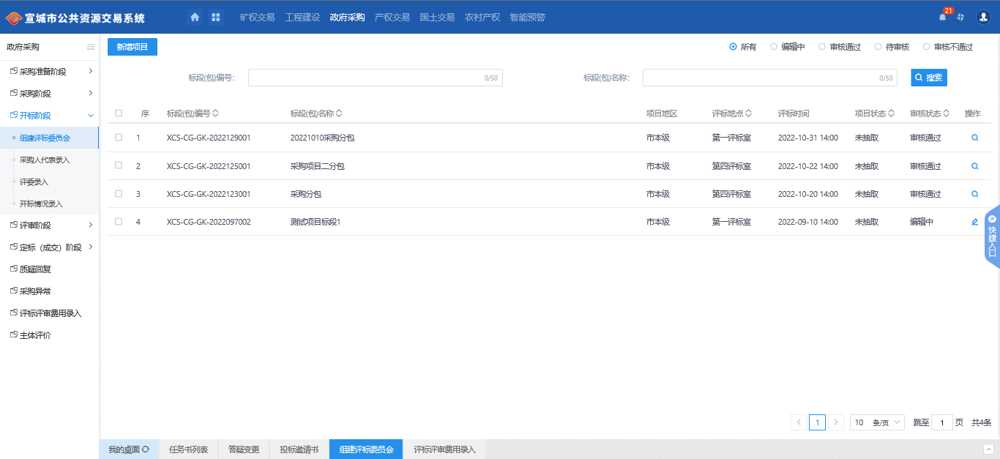 宣城市公共资源交易系统
矿权交易 工程建设 政府采购 产权交易 国土交易 农村产权 智能预警
21
政府采购
采购准备阶段
采购阶段
开标阶段
组建评标委员会
采购人代表录入
评委录入
开标情况录入
评审阶段
定标（成交）阶段
质疑回复
采购异常
评标评审费用录入
主体评价
新增项目
所有 编辑中 审核通过 待审核 审核不通过
标段(包)编号: 0/50 标段(包)名称: 0/50 搜索
序 标段(包)编号 标段(包)名称 项目地区 评标地点 评标时间 项目状态 审核状态 操作
1 XCS-CG-GK-2022129001 20221010采购分包 市本级 第一评标室 2022-10-31 14:00 未抽取 审核通过
2 XCS-CG-GK-2022125001 采购项目二分包 市本级 第四评标室 2022-10-22 14:00 未抽取 审核通过
3 XCS-CG-GK-2022123001 采购分包 市本级 第四评标室 2022-10-20 14:00 未抽取 审核通过
4 XCS-CG-GK-2022097002 测试项目标段1 市本级 第一评标室 2022-09-10 14:00 未抽取 编辑中
快捷入口
1 10 条/页 跳至 1 页 共4条
我的桌面 任务书列表 答疑变更 投标邀请书 组建评标委员会 评标评审费用录入